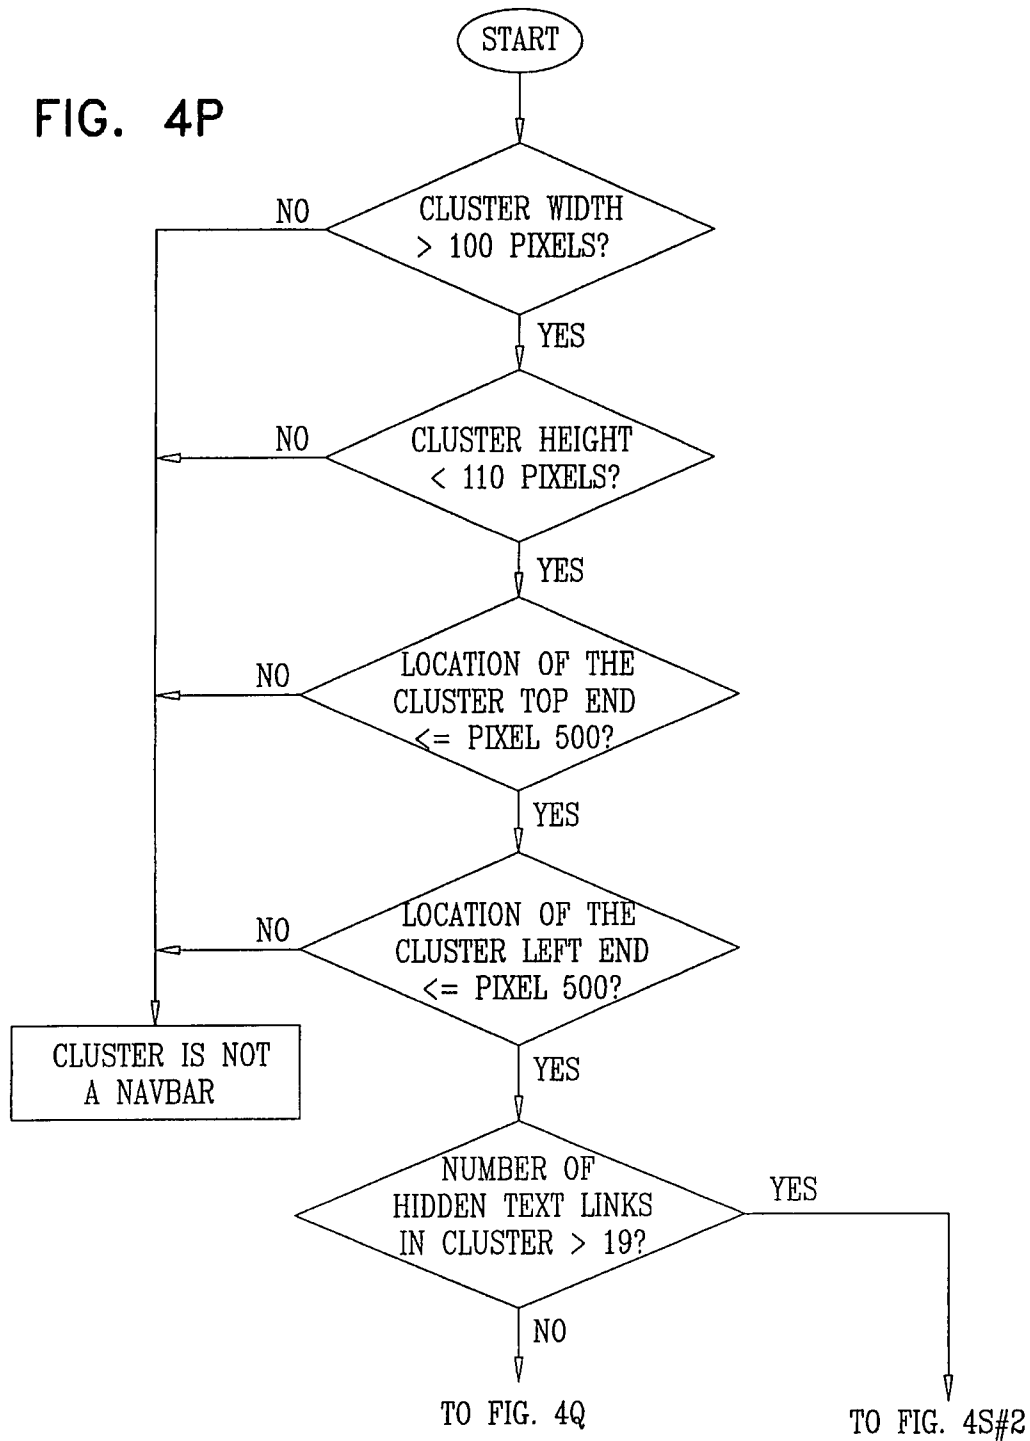 START
FIG. 4P
CLUSTER WIDTH
> 100 PIXELS?
NO
YES
CLUSTER HEIGHT
< 110 PIXELS?
NO
YES
LOCATION OF THE
CLUSTER TOP END
<= PIXEL 500?
NO
YES
LOCATION OF THE
CLUSTER LEFT END
<= PIXEL 500?
NO
YES
CLUSTER IS NOT
A NAVBAR
NUMBER OF
HIDDEN TEXT LINKS
IN CLUSTER > 19?
YES
NO
TO FIG. 4Q
TO FIG. 4S#2